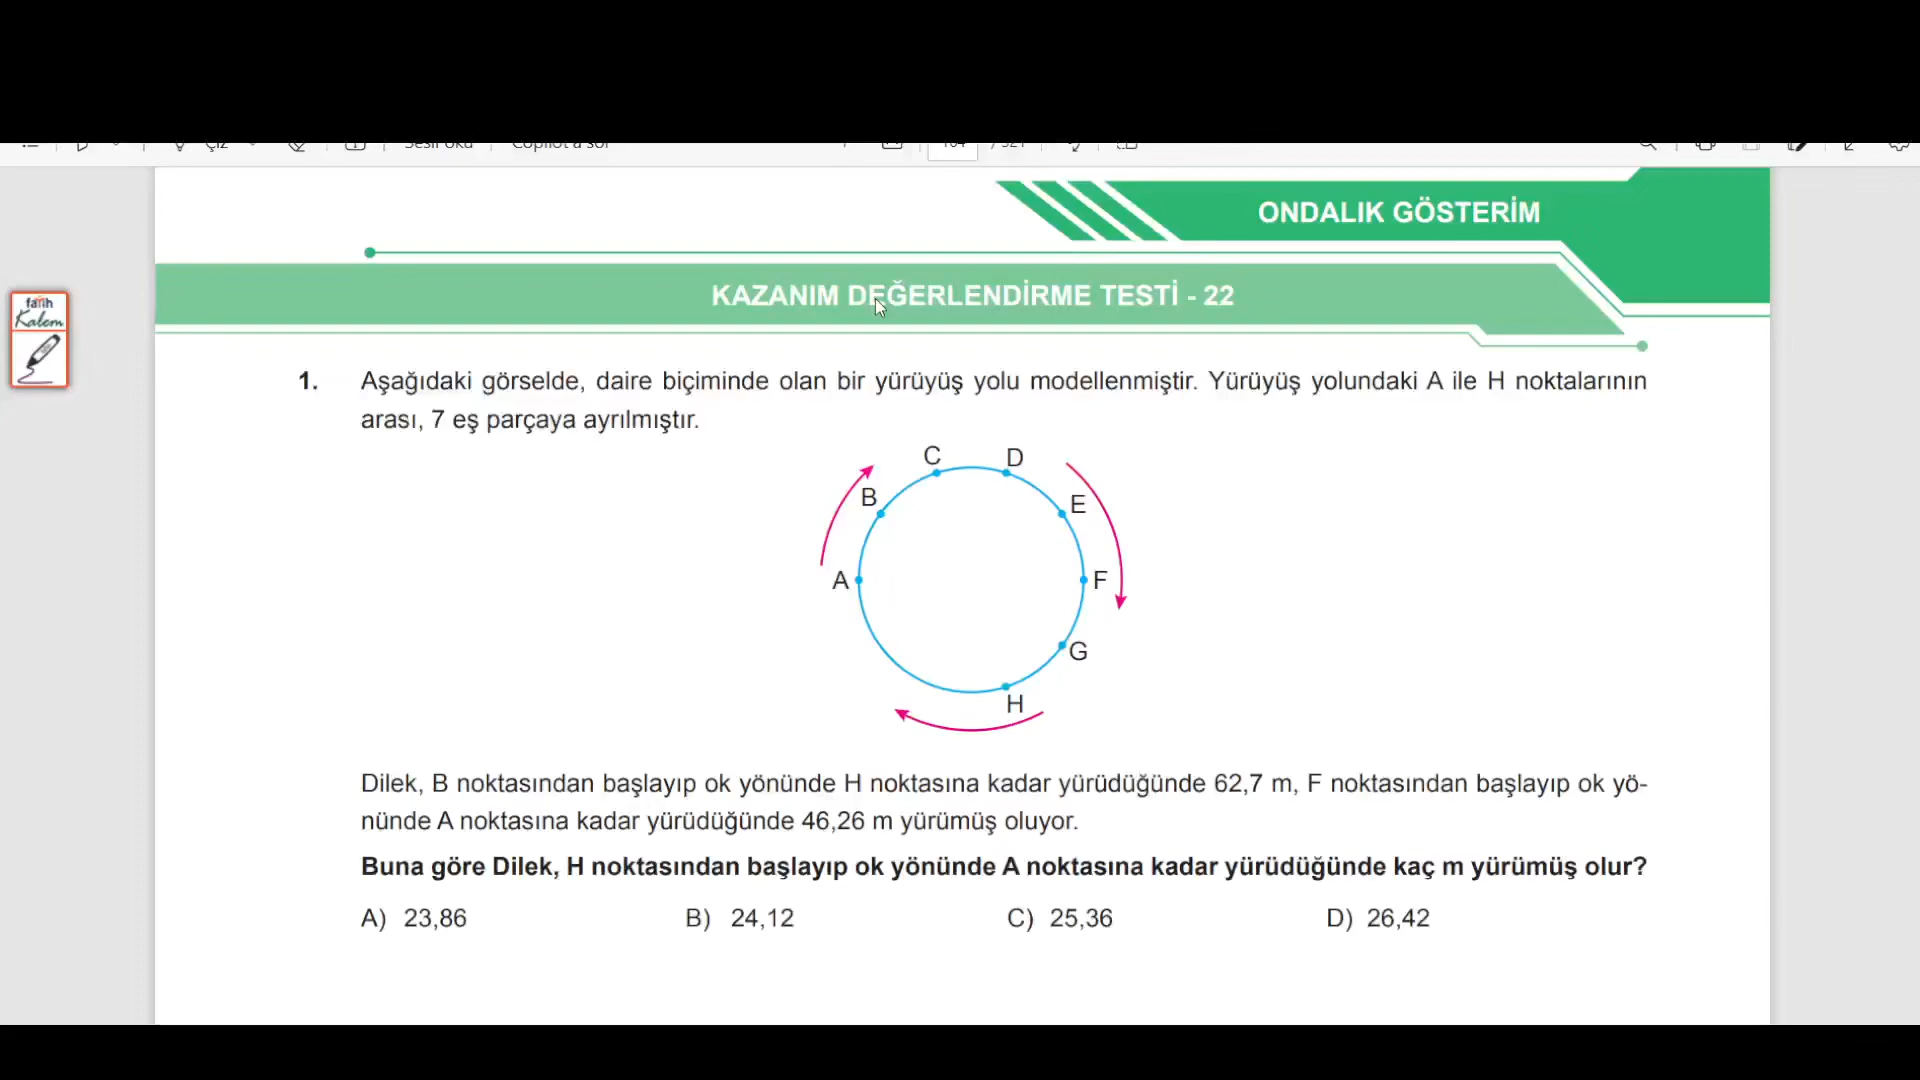 ONDALIK GÖSTERİM
KAZANIM DEĞERLENDİRME TESTİ - 22
fatih
Kalem
1. Aşağıdaki görselde, daire biçiminde olan bir yürüyüş yolu modellenmiştir. Yürüyüş yolundaki A ile H noktalarının
arası, 7 eş parçaya ayrılmıştır.
C D
B E
A F
G
H
Dilek, B noktasından başlayıp ok yönünde H noktasına kadar yürüdüğünde 62,7 m, F noktasından başlayıp ok yö-
nünde A noktasına kadar yürüdüğünde 46,26 m yürümüş oluyor.
Buna göre Dilek, H noktasından başlayıp ok yönünde A noktasına kadar yürüdüğünde kaç m yürümüş olur?
A) 23,86 B) 24,12 C) 25,36 D) 26,42